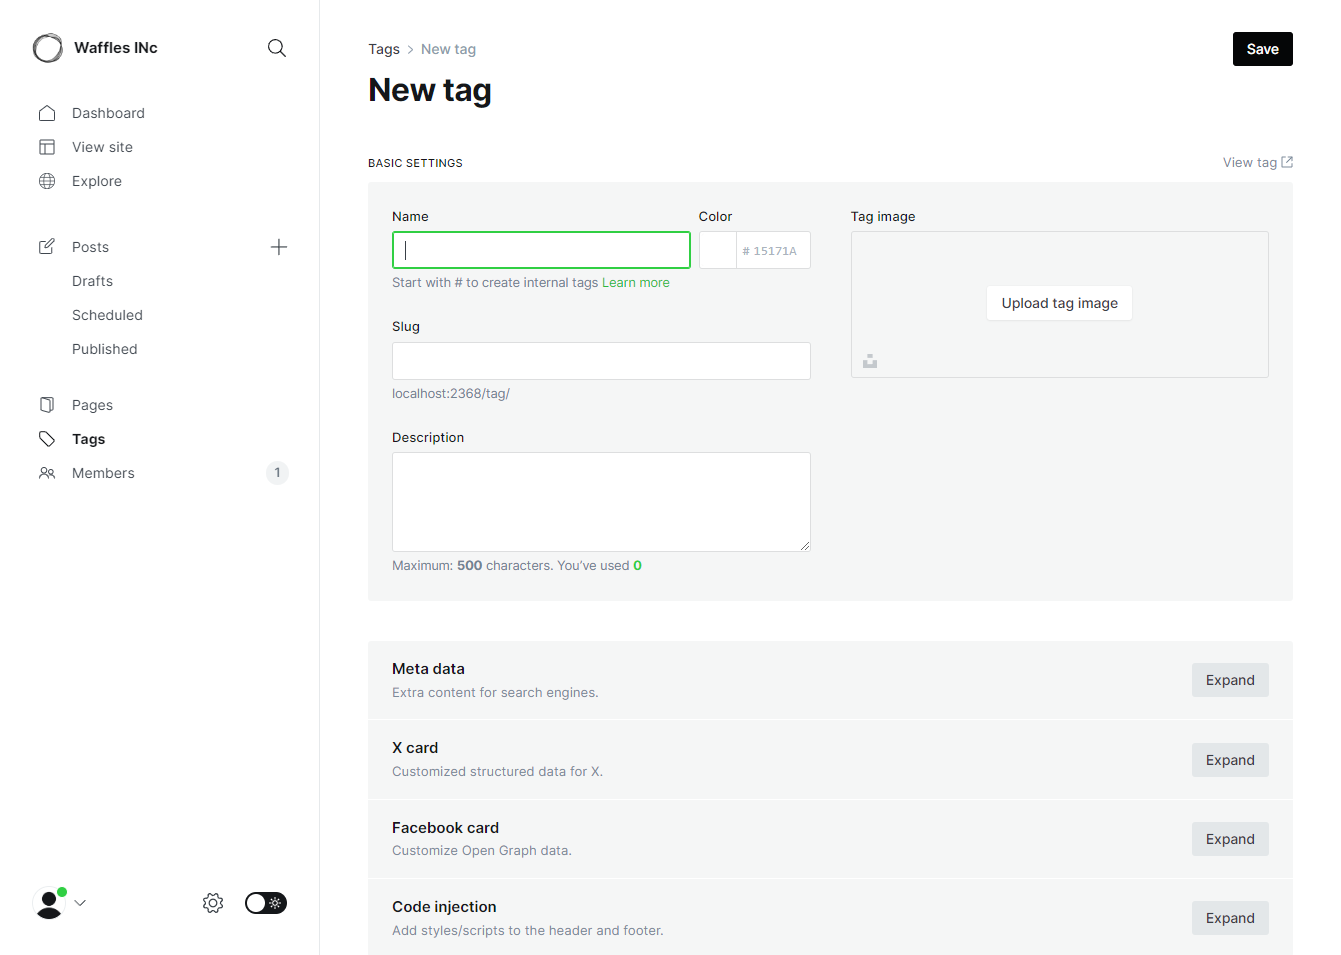 Waffles INc
Dashboard
View site
Explore
Posts
Drafts
Scheduled
Published
Pages
Tags
Members
1
Tags > New tag
Save
New tag
BASIC SETTINGS
View tag
Name
Color
# 15171A
Start with # to create internal tags Learn more
Slug
localhost:2368/tag/
Description
Maximum: 500 characters. You’ve used 0
Tag image
Upload tag image
Meta data
Extra content for search engines.
Expand
X card
Customized structured data for X.
Expand
Facebook card
Customize Open Graph data.
Expand
Code injection
Add styles/scripts to the header and footer.
Expand